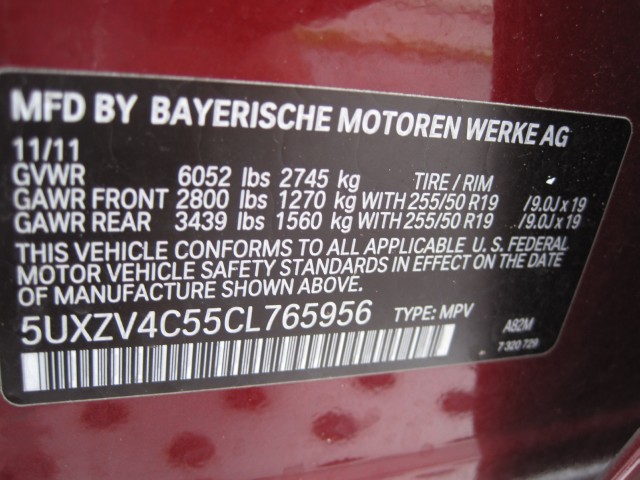 MFD BY BAYERISCHE MOTOREN WERKE AG
11/11
GVWR 6052 lbs 2745 kg TIRE / RIM
GAWR FRONT 2800 lbs 1270 kg WITH 255/50 R19 /9.0J x 19
GAWR REAR 3439 lbs 1560 kg WITH 255/50 R19 /9.0J x 19
THIS VEHICLE CONFORMS TO ALL APPLICABLE U. S. FEDERAL
MOTOR VEHICLE SAFETY STANDARDS IN EFFECT ON THE
DATE OF MANUFACTURE SHOWN ABOVE.
5UXZV4C55CL765956 TYPE: MPV A82M
7 320 729